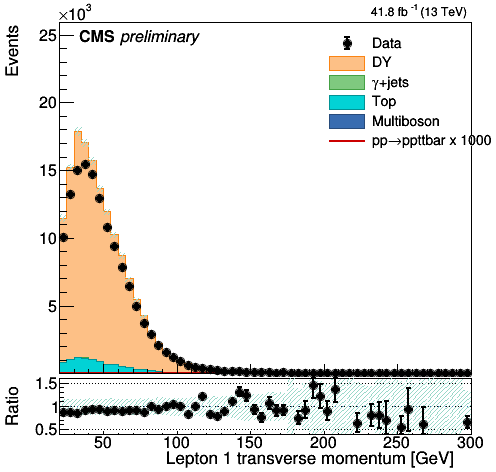 ×10³
41.8 fb⁻¹ (13 TeV)
CMS preliminary
Events
25
20
15
10
5
Data
DY
γ+jets
Top
Multiboson
pp→ppttbar x 1000
Ratio
1.5
1
0.5
50 100 150 200 250 300
Lepton 1 transverse momentum [GeV]